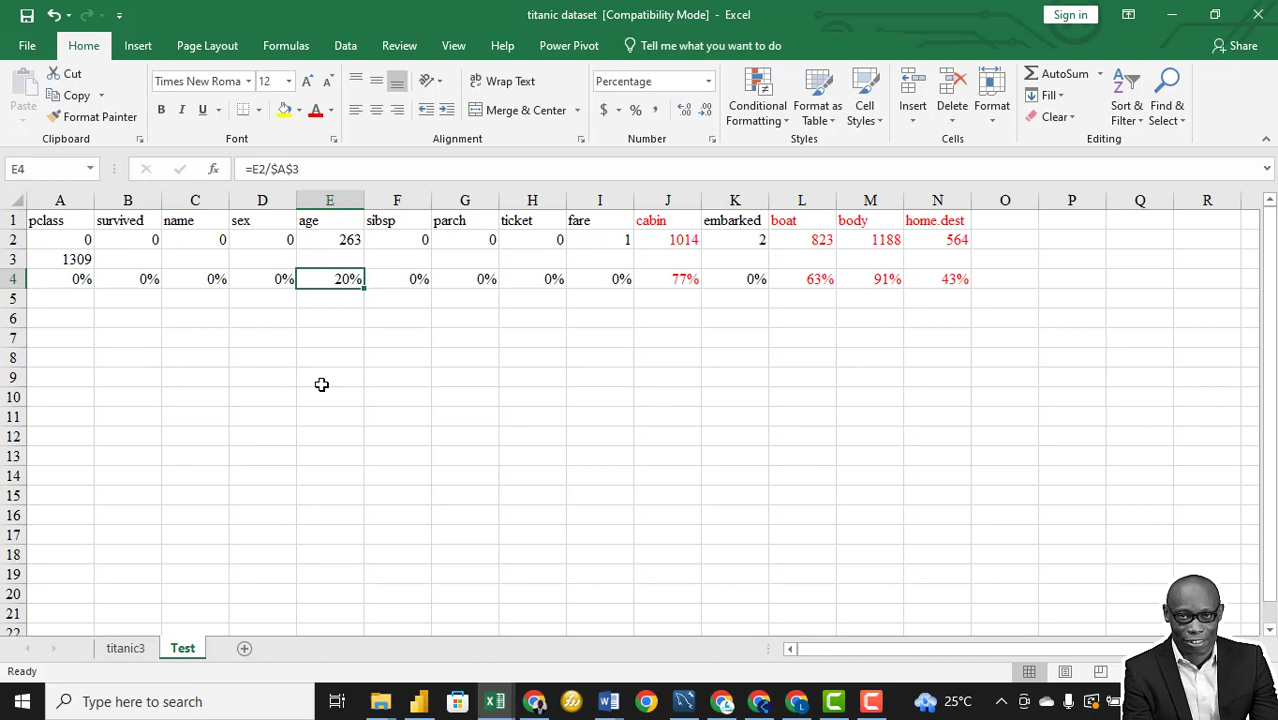 titanic dataset [Compatibility Mode] - Excel
Sign in
File Home Insert Page Layout Formulas Data Review View Help Power Pivot Tell me what you want to do Share
Paste
Cut
Copy
Format Painter
Clipboard
Times New Roma 12
B I U
Font
Wrap Text
Merge & Center
Alignment
Percentage
$ % ,
Number
Conditional Formatting
Format as Table
Cell Styles
Styles
Insert
Delete
Format
Cells
AutoSum
Fill
Clear
Sort & Filter
Find & Select
Editing
E4 fx =E2/$A$3
A B C D E F G H I J K L M N O P Q R
1 pclass survived name sex age sibsp parch ticket fare cabin embarked boat body home.dest
2 0 0 0 0 263 0 0 0 1 1014 2 823 1188 564
3 1309
4 0% 0% 0% 0% 20% 0% 0% 0% 0% 77% 0% 63% 91% 43%
5
6
7
8
9
10
11
12
13
14
15
16
17
18
19
20
21
22
titanic3 Test
Ready
Type here to search
25°C